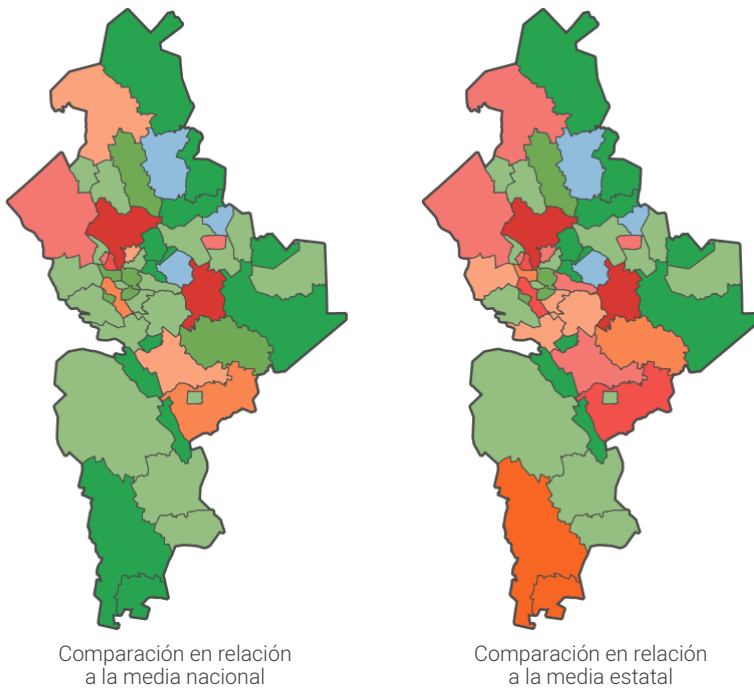 Comparación en relación
a la media nacional
Comparación en relación
a la media estatal